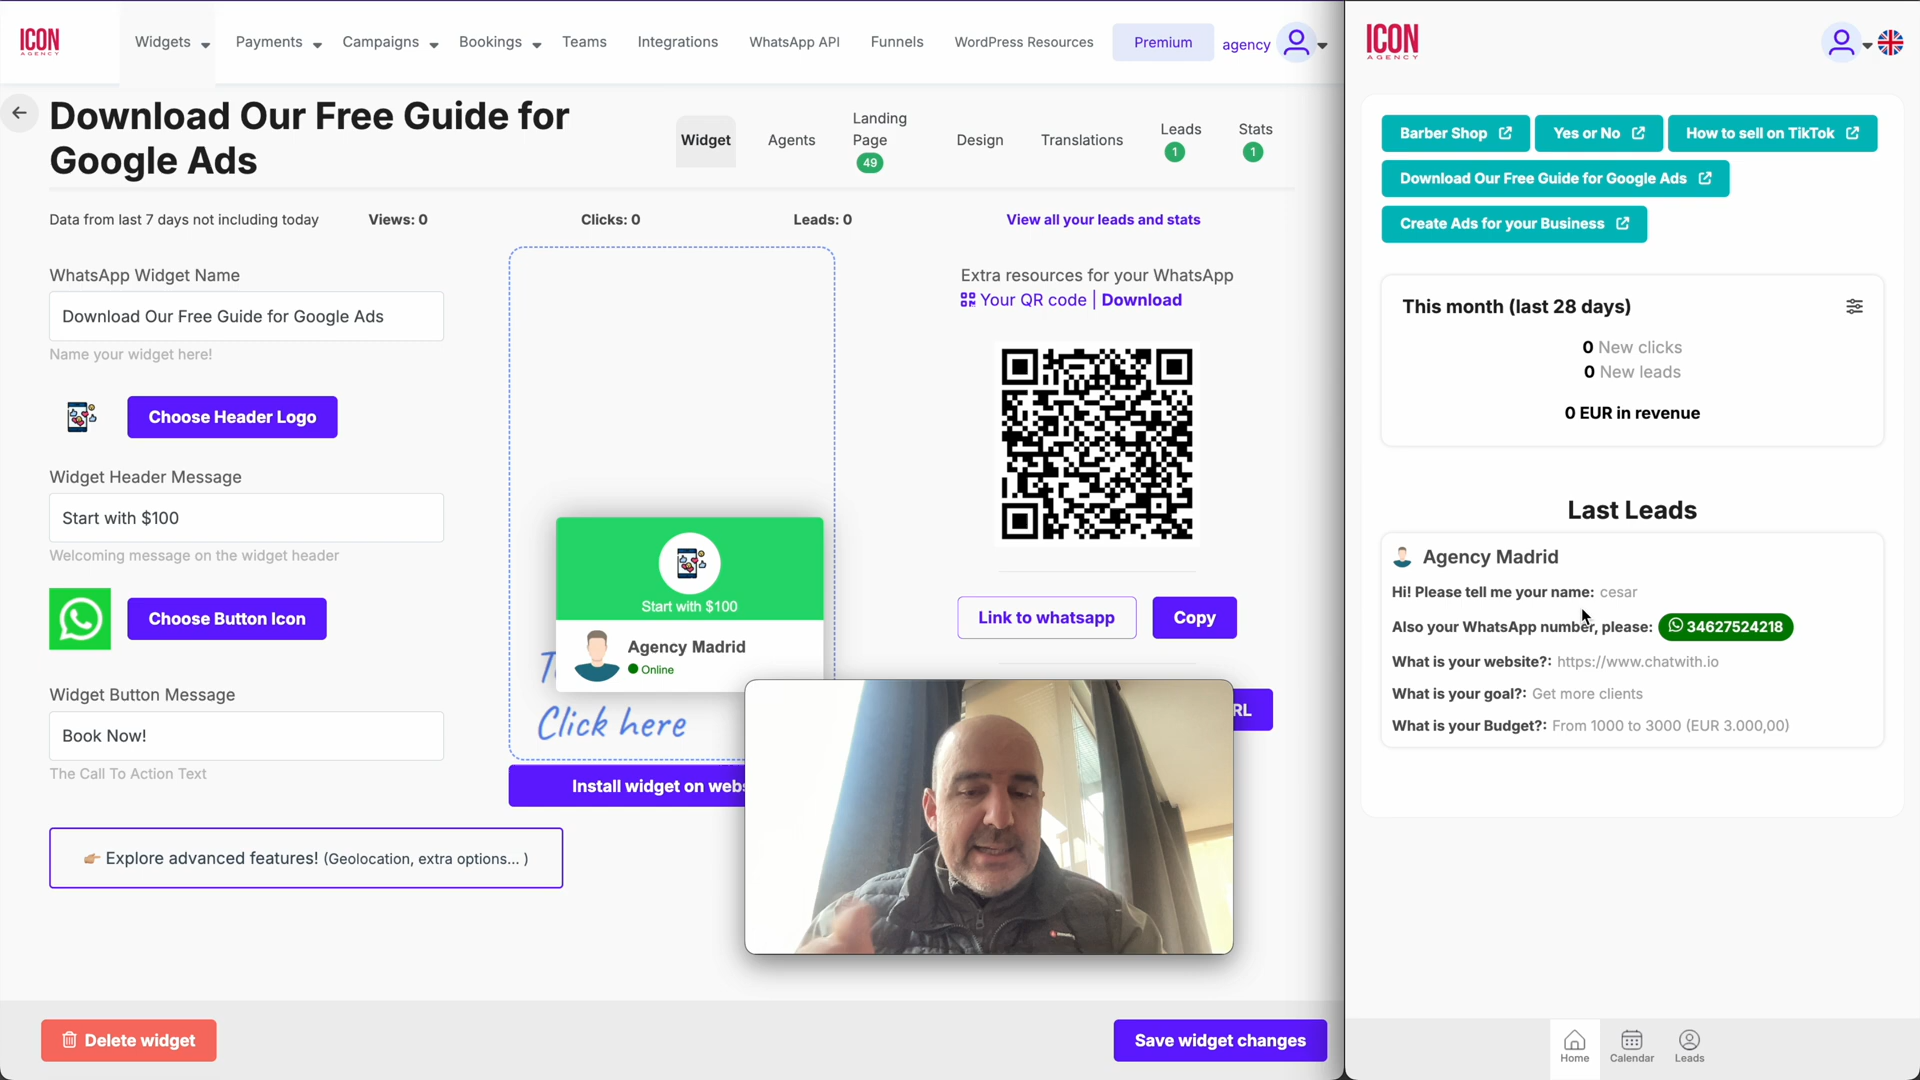 ICON
AGENCY
Widgets
Payments
Campaigns
Bookings
Teams
Integrations
WhatsApp API
Funnels
WordPress Resources
Premium
agency
Download Our Free Guide for
Google Ads
Widget
Agents
Landing
Page
49
Design
Translations
Leads
1
Stats
1
Data from last 7 days not including today
Views: 0
Clicks: 0
Leads: 0
View all your leads and stats
WhatsApp Widget Name
Download Our Free Guide for Google Ads
Name your widget here!
Choose Header Logo
Widget Header Message
Start with $100
Welcoming message on the widget header
Choose Button Icon
Widget Button Message
Book Now!
The Call To Action Text
Explore advanced features! (Geolocation, extra options... )
Start with $100
Agency Madrid
Online
Click here
Install widget on webs
Extra resources for your WhatsApp
Your QR code | Download
Link to whatsapp
Copy
RL
Delete widget
Save widget changes
ICON
AGENCY
Barber Shop
Yes or No
How to sell on TikTok
Download Our Free Guide for Google Ads
Create Ads for your Business
This month (last 28 days)
0 New clicks
0 New leads
0 EUR in revenue
Last Leads
Agency Madrid
Hi! Please tell me your name: cesar
Also your WhatsApp number, please: 34627524218
What is your website?: https://www.chatwith.io
What is your goal?: Get more clients
What is your Budget?: From 1000 to 3000 (EUR 3.000,00)
Home
Calendar
Leads